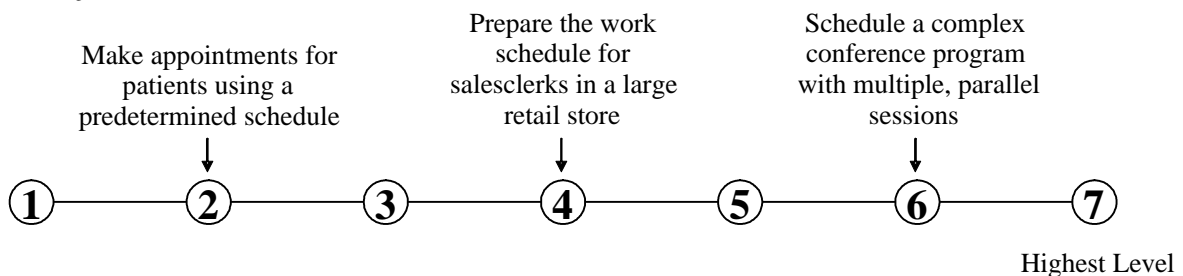 Make appointments for
patients using a
predetermined schedule
Prepare the work
schedule for
salesclerks in a large
retail store
Schedule a complex
conference program
with multiple, parallel
sessions
1 2 3 4 5 6 7
Highest Level